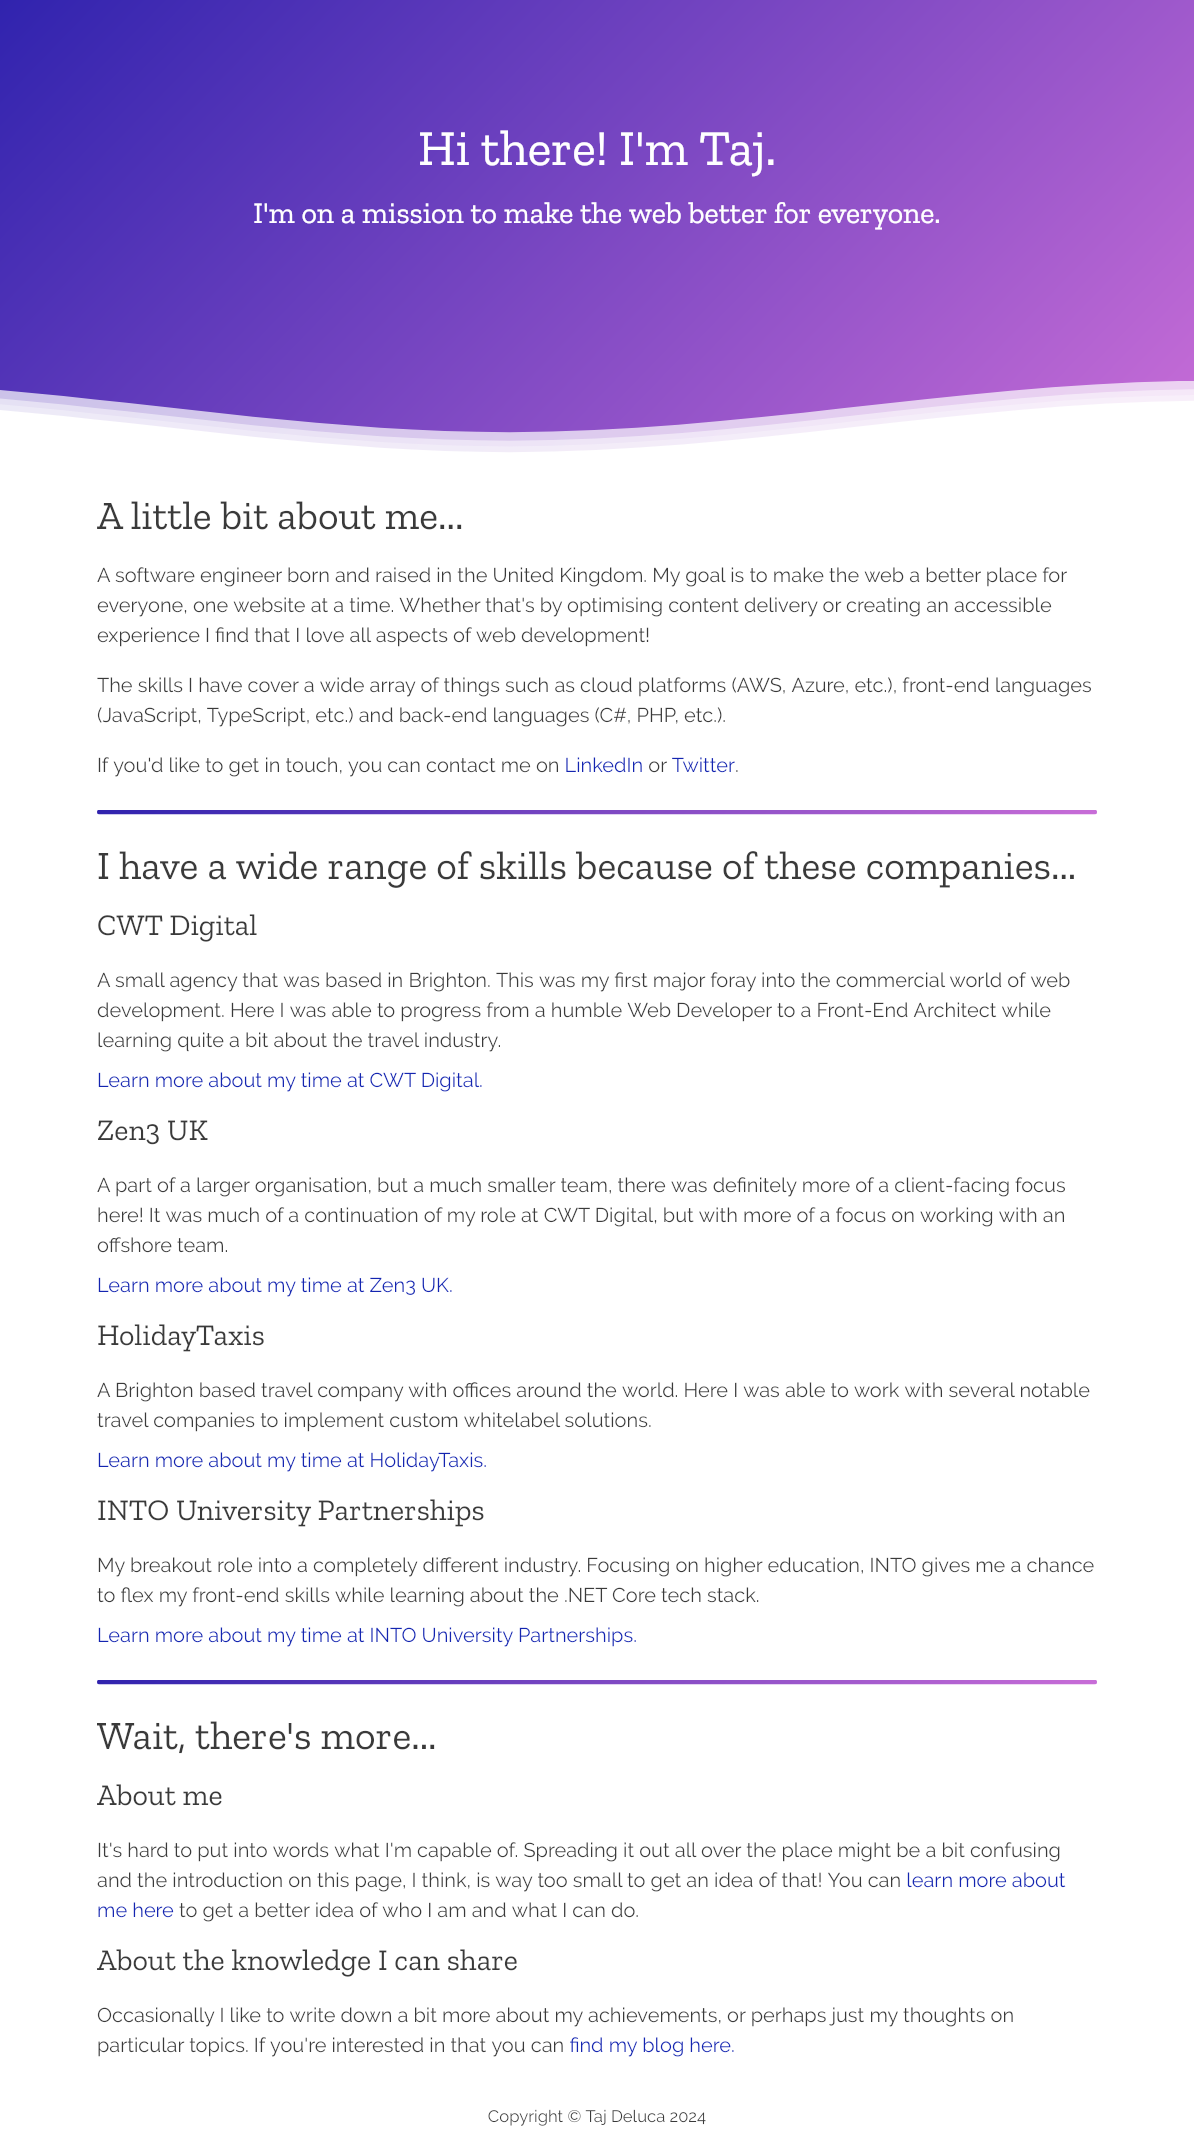 Hi there! I'm Taj.
I'm on a mission to make the web better for everyone.
A little bit about me...
A software engineer born and raised in the United Kingdom. My goal is to make the web a better place for
everyone, one website at a time. Whether that's by optimising content delivery or creating an accessible
experience I find that I love all aspects of web development!
The skills I have cover a wide array of things such as cloud platforms (AWS, Azure, etc.), front-end languages
(JavaScript, TypeScript, etc.) and back-end languages (C#, PHP, etc.).
If you'd like to get in touch, you can contact me on LinkedIn or Twitter.
I have a wide range of skills because of these companies...
CWT Digital
A small agency that was based in Brighton. This was my first major foray into the commercial world of web
development. Here I was able to progress from a humble Web Developer to a Front-End Architect while
learning quite a bit about the travel industry.
Learn more about my time at CWT Digital.
Zen3 UK
A part of a larger organisation, but a much smaller team, there was definitely more of a client-facing focus
here! It was much of a continuation of my role at CWT Digital, but with more of a focus on working with an
offshore team.
Learn more about my time at Zen3 UK.
HolidayTaxis
A Brighton based travel company with offices around the world. Here I was able to work with several notable
travel companies to implement custom whitelabel solutions.
Learn more about my time at HolidayTaxis.
INTO University Partnerships
My breakout role into a completely different industry. Focusing on higher education, INTO gives me a chance
to flex my front-end skills while learning about the .NET Core tech stack.
Learn more about my time at INTO University Partnerships.
Wait, there's more...
About me
It's hard to put into words what I'm capable of. Spreading it out all over the place might be a bit confusing
and the introduction on this page, I think, is way too small to get an idea of that! You can learn more about
me here to get a better idea of who I am and what I can do.
About the knowledge I can share
Occasionally I like to write down a bit more about my achievements, or perhaps just my thoughts on
particular topics. If you're interested in that you can find my blog here.
Copyright © Taj Deluca 2024